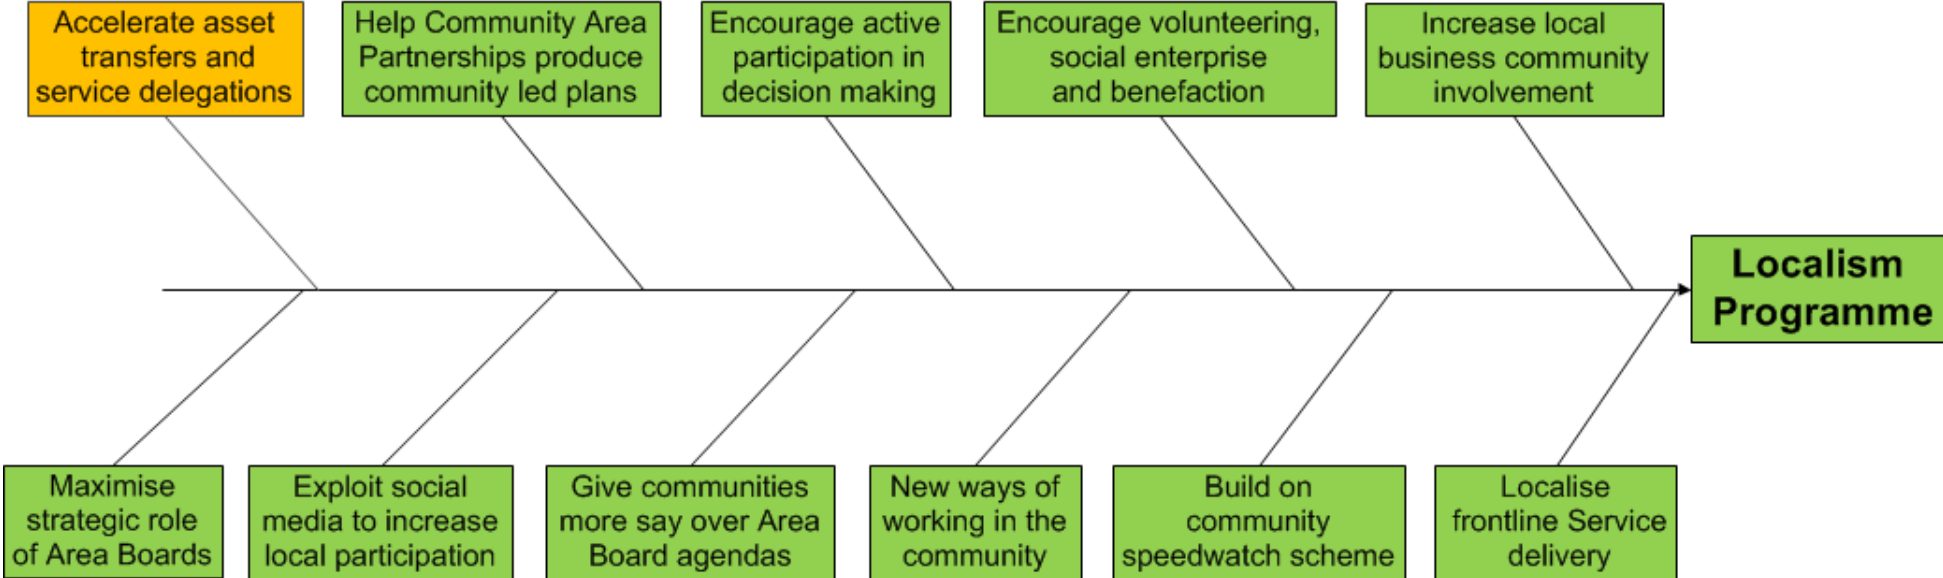 Accelerate asset
transfers and
service delegations
Help Community Area
Partnerships produce
community led plans
Encourage active
participation in
decision making
Encourage volunteering,
social enterprise
and benefaction
Increase local
business community
involvement
Localism
Programme
Maximise
strategic role
of Area Boards
Exploit social
media to increase
local participation
Give communities
more say over Area
Board agendas
New ways of
working in the
community
Build on
community
speedwatch scheme
Localise
frontline Service
delivery